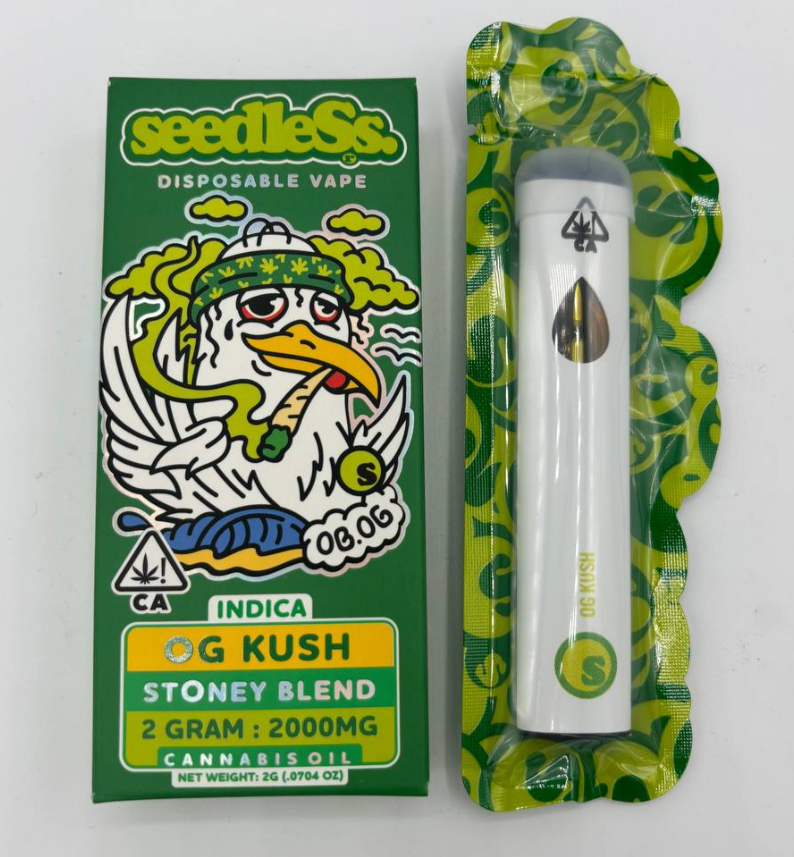 seedleSs.
DISPOSABLE VAPE
S
OB.OG
!
CA
INDICA
OG KUSH
STONEY BLEND
2 GRAM : 2000MG
CANNABIS OIL
NET WEIGHT: 2G (.0704 OZ)
!
CA
OG KUSH
S